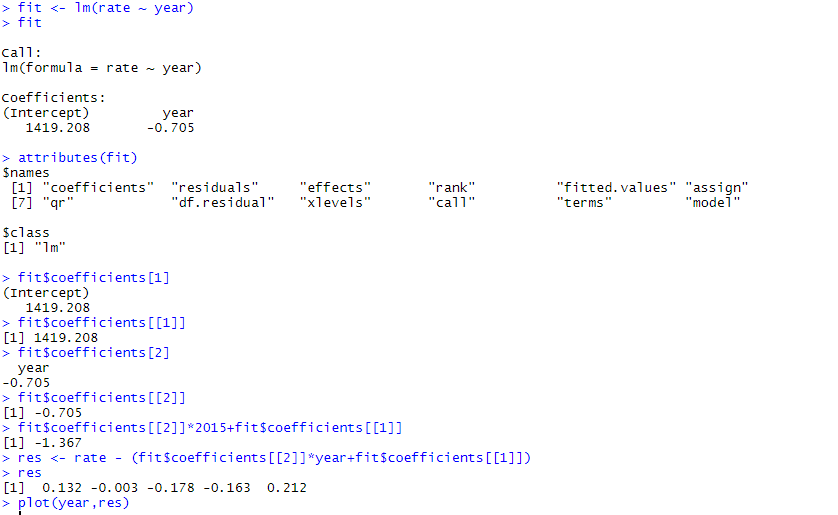 > fit <- lm(rate ~ year)
> fit

Call:
lm(formula = rate ~ year)

Coefficients:
(Intercept)         year
   1419.208       -0.705

> attributes(fit)
$names
 [1] "coefficients"  "residuals"     "effects"       "rank"          "fitted.values" "assign"
 [7] "qr"            "df.residual"   "xlevels"       "call"          "terms"         "model"

$class
[1] "lm"

> fit$coefficients[1]
(Intercept)
   1419.208
> fit$coefficients[[1]]
[1] 1419.208
> fit$coefficients[2]
  year
-0.705
> fit$coefficients[[2]]
[1] -0.705
> fit$coefficients[[2]]*2015+fit$coefficients[[1]]
[1] -1.367
> res <- rate - (fit$coefficients[[2]]*year+fit$coefficients[[1]])
> res
[1]  0.132 -0.003 -0.178 -0.163  0.212
> plot(year,res)